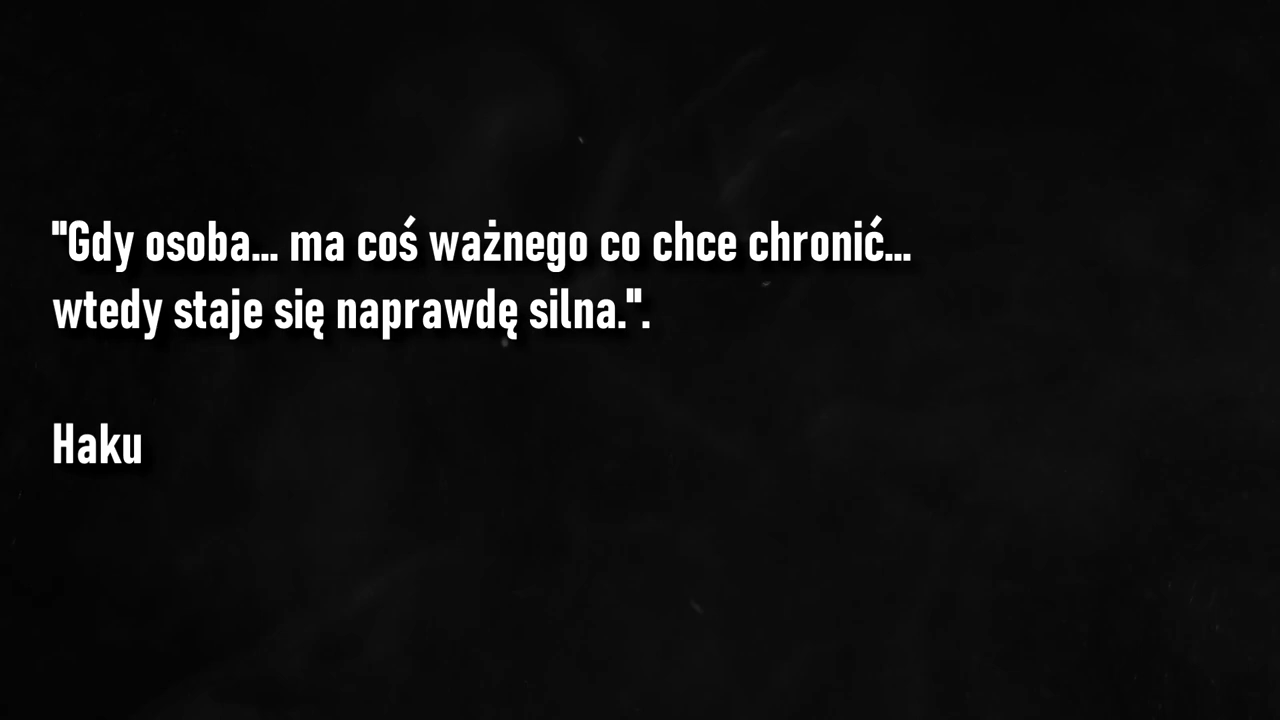 "Gdy osoba... ma coś ważnego co chce chronić...
wtedy staje się naprawdę silna.".
Haku